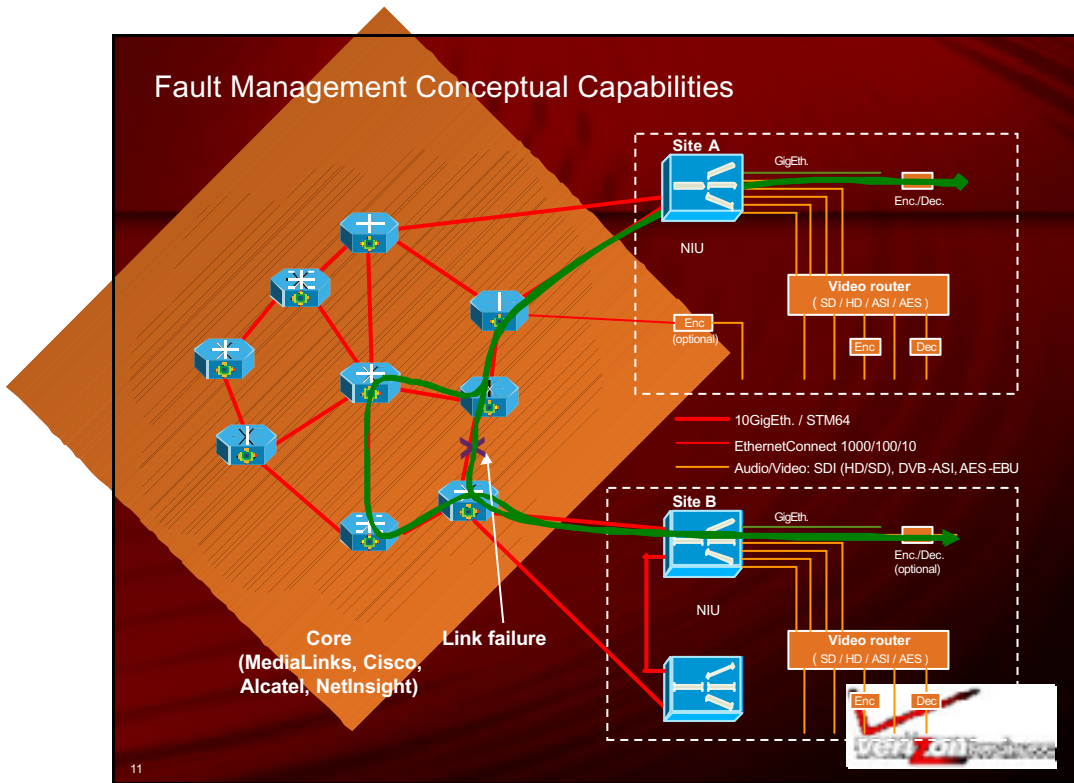 Fault Management Conceptual Capabilities
Site A
GigEth.
Enc./Dec.
NIU
Video router
( SD / HD / ASI / AES )
Enc
(optional)
Enc
Dec
10GigEth. / STM64
EthernetConnect 1000/100/10
Audio/Video: SDI (HD/SD), DVB-ASI, AES-EBU
Site B
GigEth.
Enc./Dec.
(optional)
NIU
Core
(MediaLinks, Cisco,
Alcatel, NetInsight)
Link failure
Video router
( SD / HD / ASI / AES )
Enc
Dec
verizon business
11